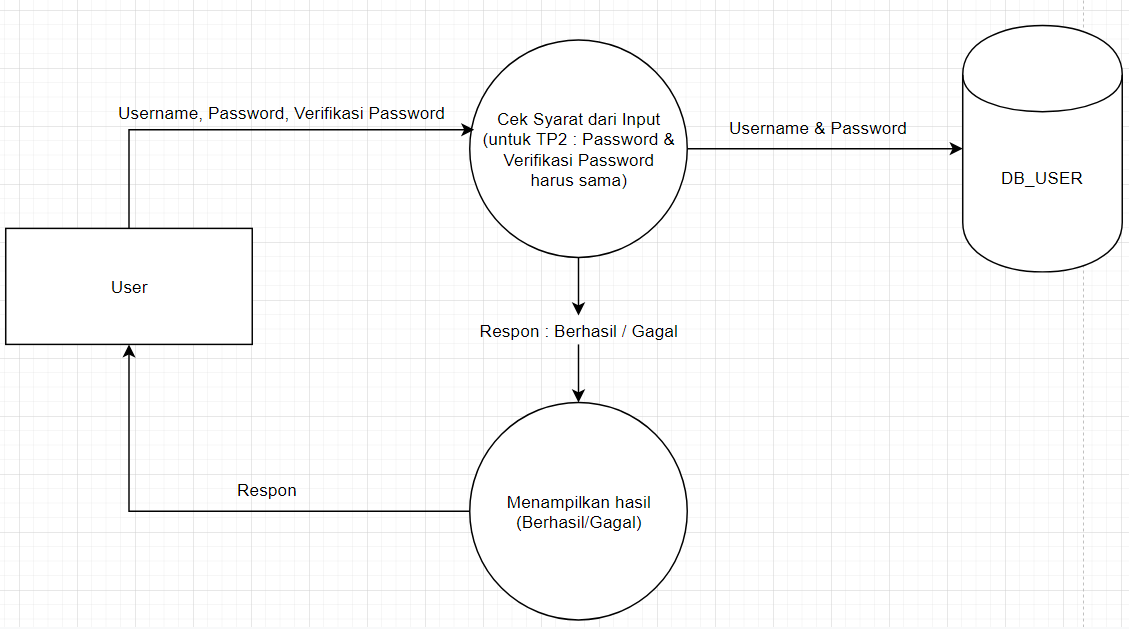 Username, Password, Verifikasi Password
Cek Syarat dari Input
(untuk TP2 : Password &
Verifikasi Password
harus sama)
Username & Password
DB_USER
User
Respon : Berhasil / Gagal
Respon
Menampilkan hasil
(Berhasil/Gagal)